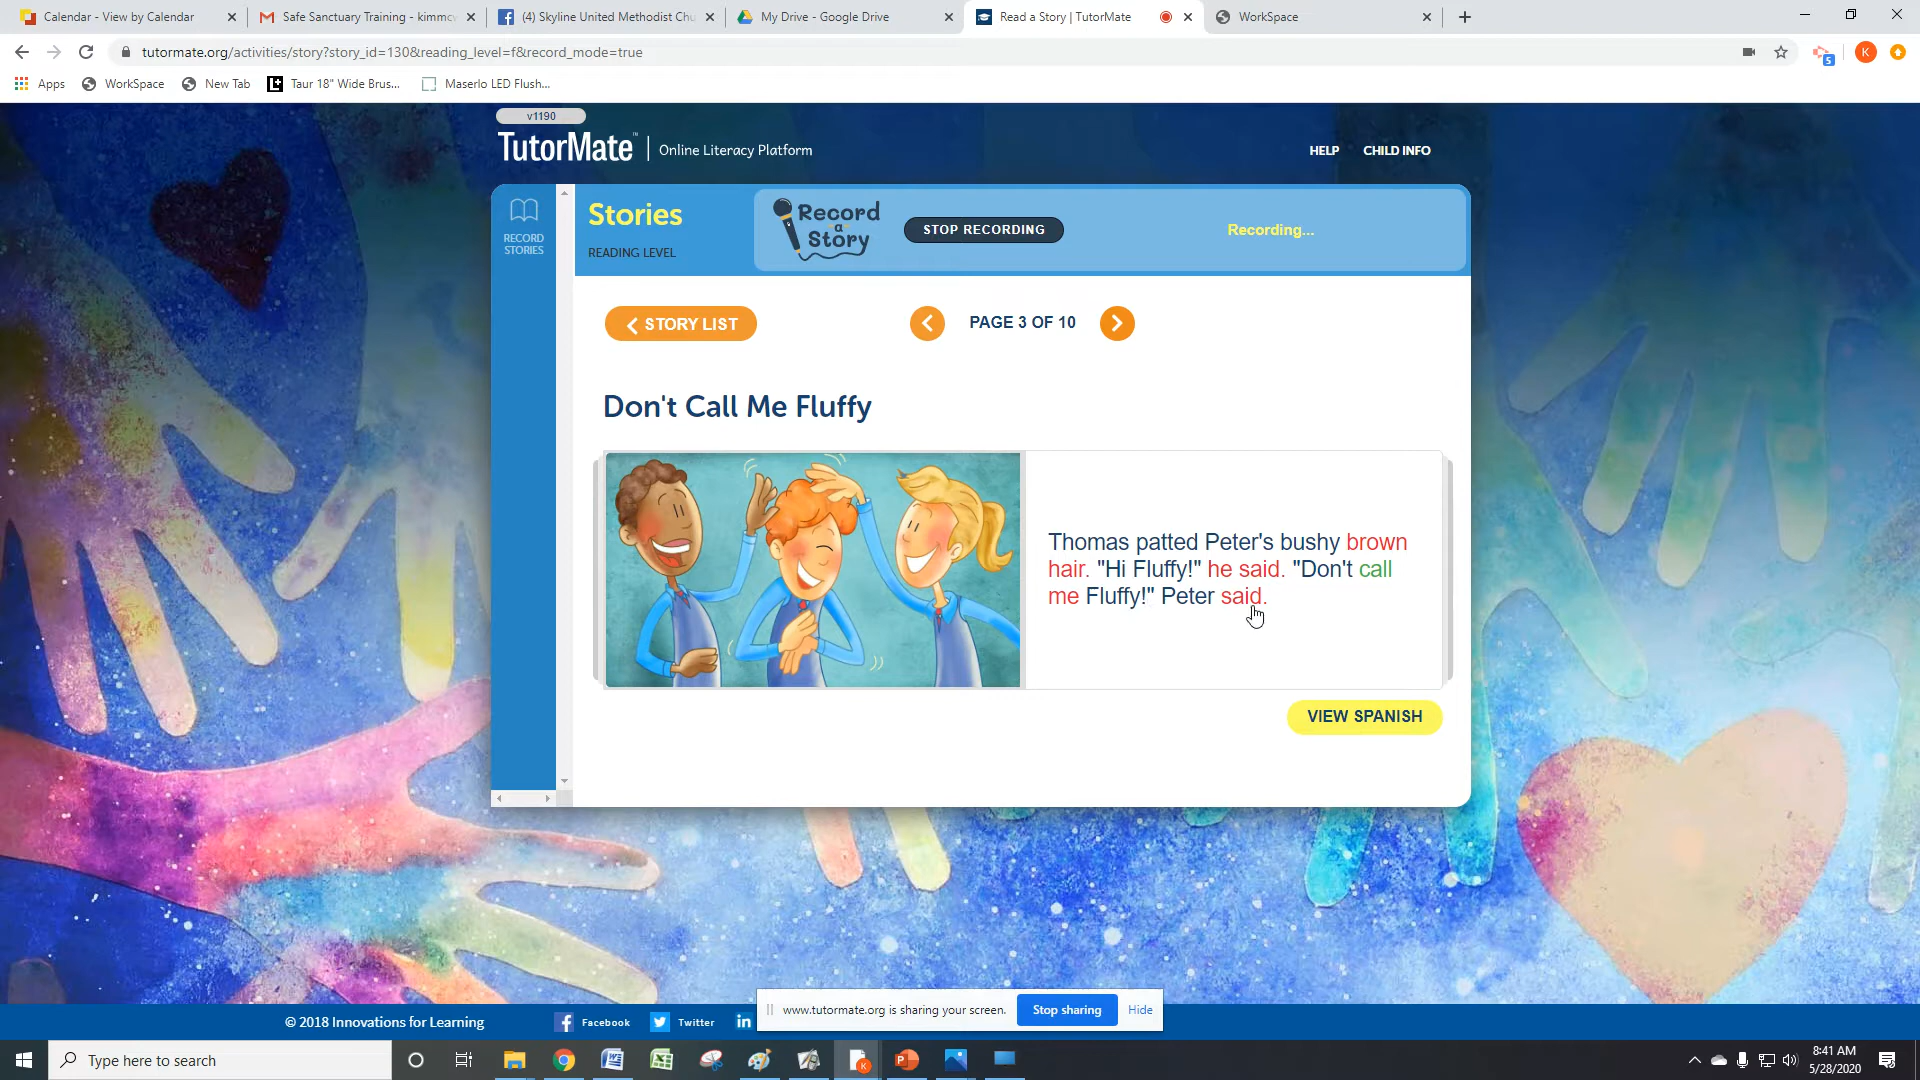 Calendar - View by Calendar
Safe Sanctuary Training - kimmcw
(4) Skyline United Methodist Chu
My Drive - Google Drive
Read a Story | TutorMate
WorkSpace
tutormate.org/activities/story?story_id=130&reading_level=f&record_mode=true
K
5
Apps
WorkSpace
New Tab
Taur 18" Wide Brus...
Maserlo LED Flush...
v1190
TutorMate™ | Online Literacy Platform
HELP
CHILD INFO
RECORD
STORIES
Stories
READING LEVEL
Record
a
Story
STOP RECORDING
Recording...
STORY LIST
PAGE 3 OF 10
Don't Call Me Fluffy
Thomas patted Peter's bushy brown
hair. "Hi Fluffy!" he said. "Don't call
me Fluffy!" Peter said.
VIEW SPANISH
© 2018 Innovations for Learning
Facebook
Twitter
in
www.tutormate.org is sharing your screen.
Stop sharing
Hide
Type here to search
8:41 AM
5/28/2020